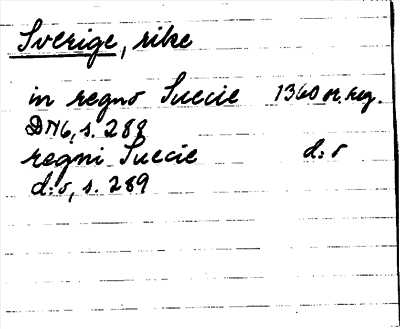 Sverige, rike
in regno Suecie 1360 or. reg.
DN6, s. 288
regni Suecie d:o
d:o, s. 289